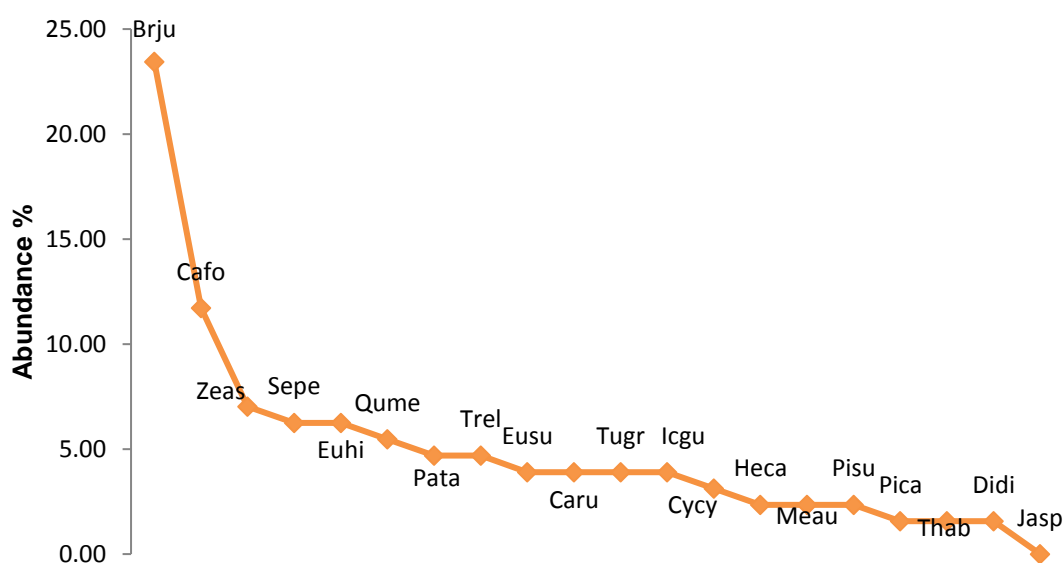 25.00
20.00
15.00
10.00
5.00
0.00
Abundance %
Brju
Cafo
Zeas
Sepe
Euhi
Qume
Pata
Trel
Eusu
Caru
Tugr
Icgu
Cycy
Heca
Meau
Pisu
Pica
Thab
Didi
Jasp